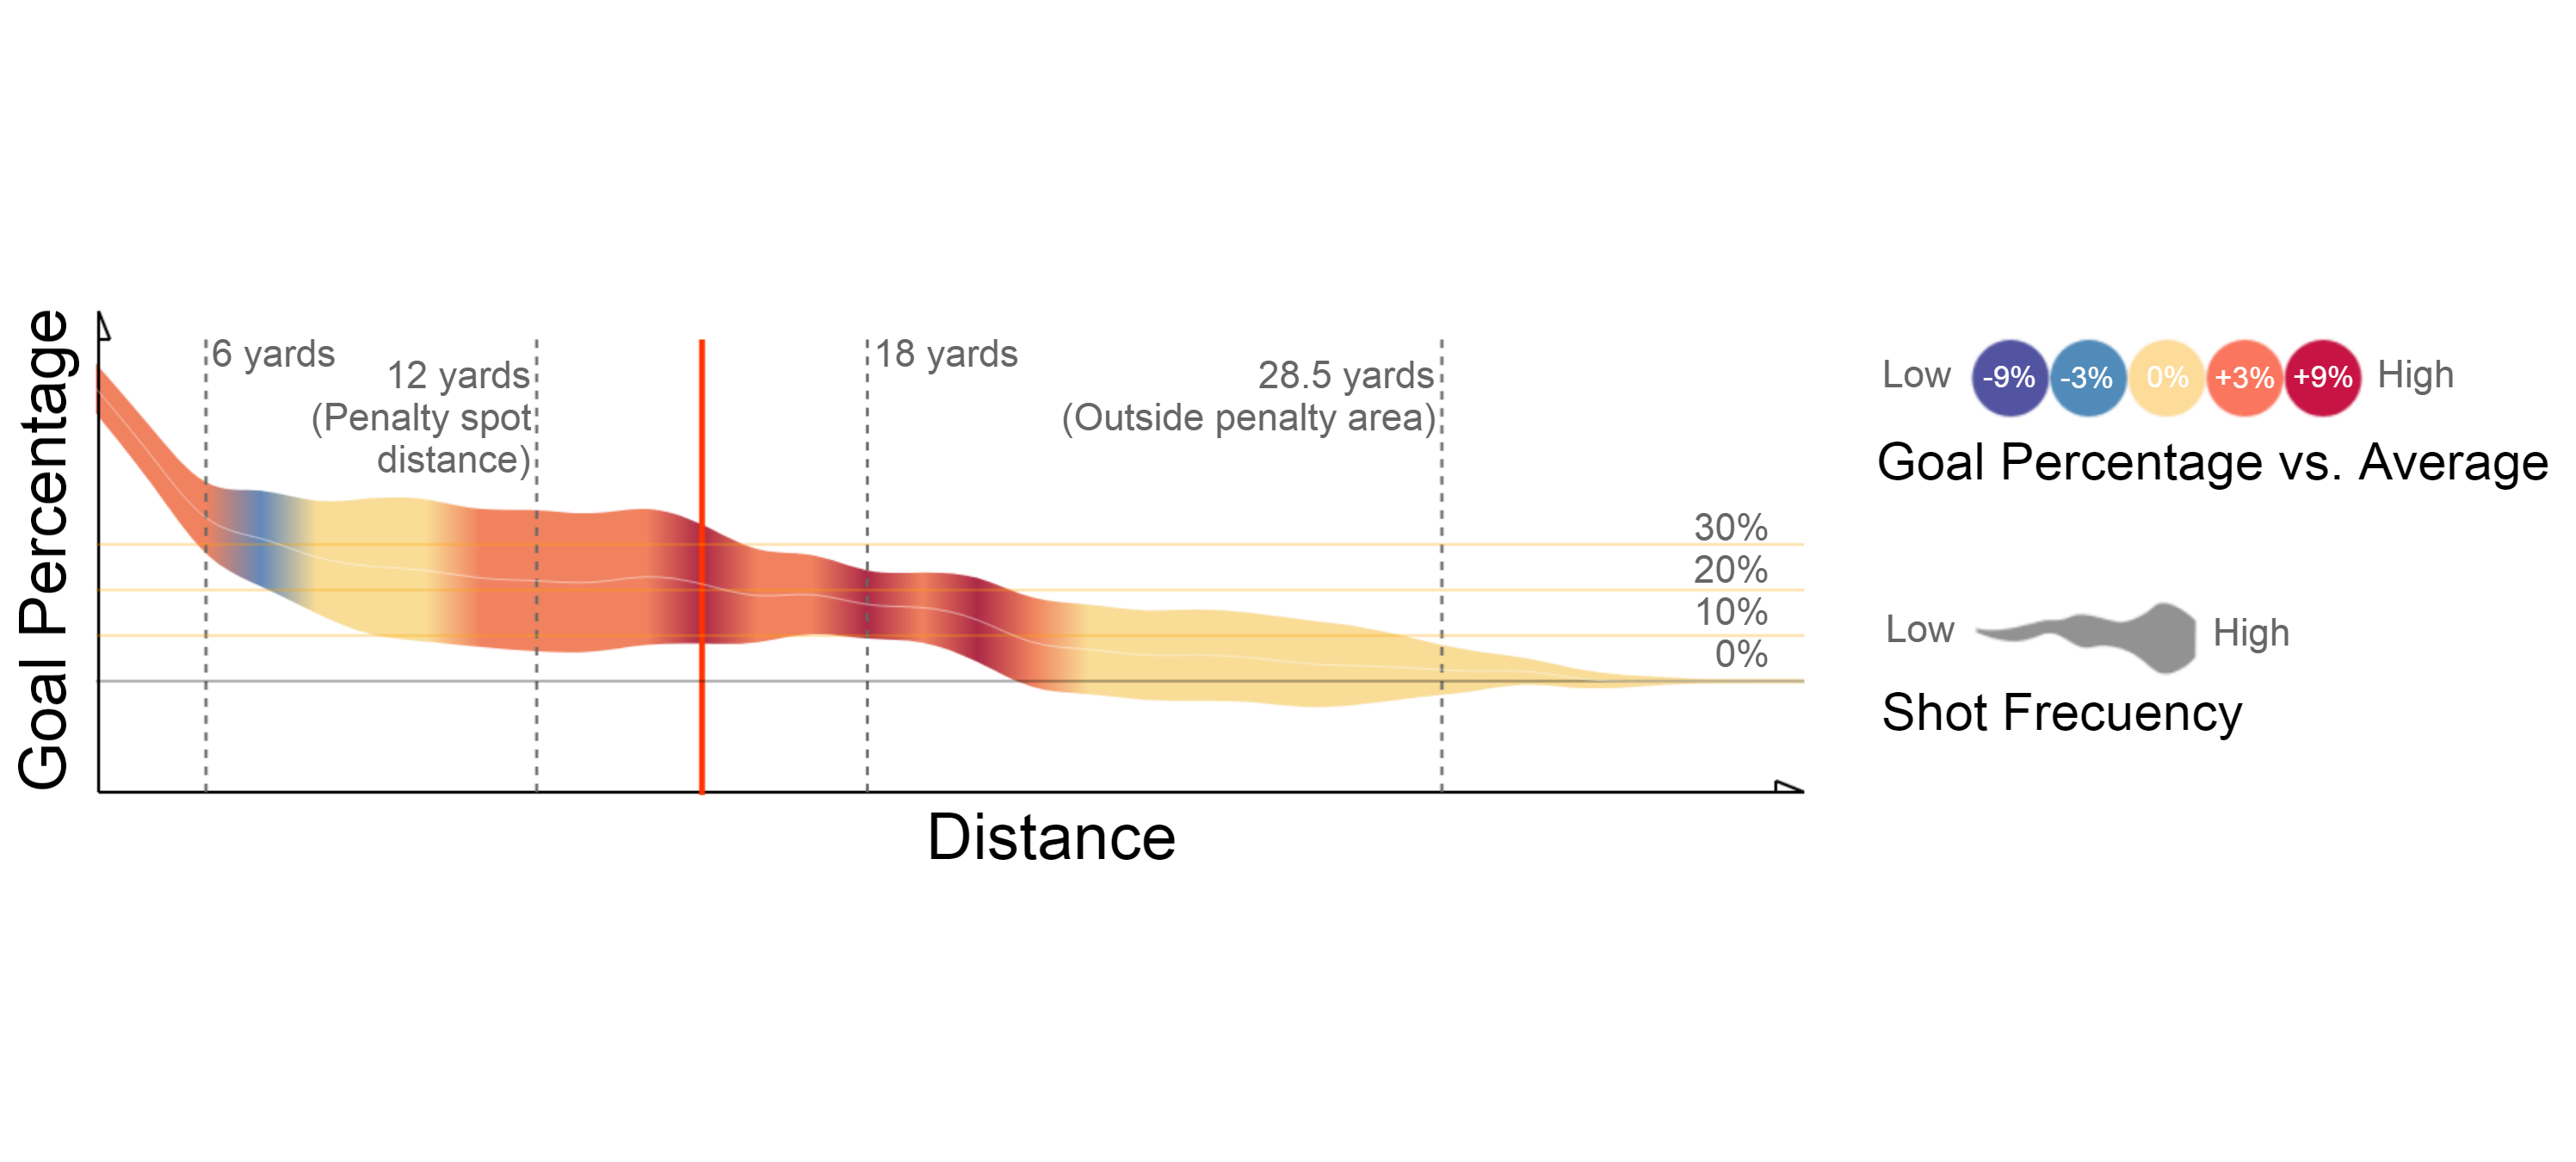 Goal Percentage
6 yards
12 yards
(Penalty spot
distance)
18 yards
28.5 yards
(Outside penalty area)
30%
20%
10%
0%
Distance
Low -9% -3% 0% +3% +9% High
Goal Percentage vs. Average
Low High
Shot Frecuency